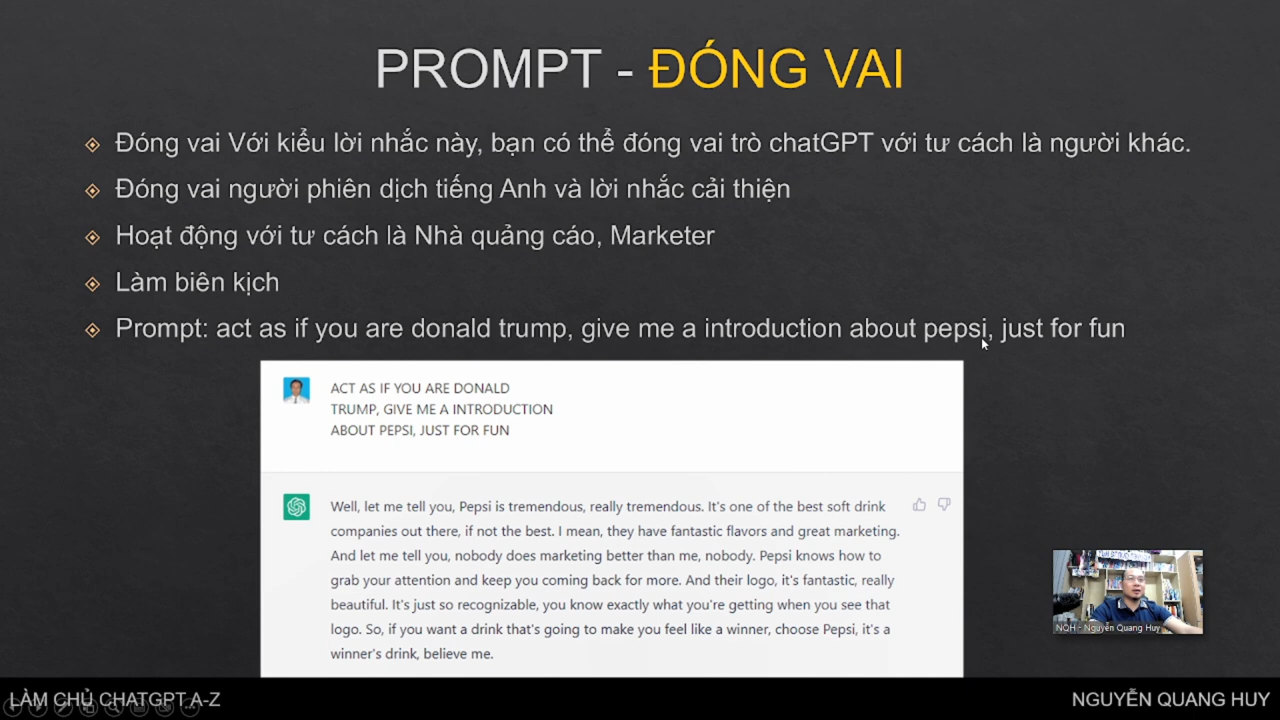 PROMPT - ĐÓNG VAI
Đóng vai Với kiểu lời nhắc này, bạn có thể đóng vai trò chatGPT với tư cách là người khác.
Đóng vai người phiên dịch tiếng Anh và lời nhắc cải thiện
Hoạt động với tư cách là Nhà quảng cáo, Marketer
Làm biên kịch
Prompt: act as if you are donald trump, give me a introduction about pepsi, just for fun
ACT AS IF YOU ARE DONALD
TRUMP, GIVE ME A INTRODUCTION
ABOUT PEPSI, JUST FOR FUN
Well, let me tell you, Pepsi is tremendous, really tremendous. It's one of the best soft drink
companies out there, if not the best. I mean, they have fantastic flavors and great marketing.
And let me tell you, nobody does marketing better than me, nobody. Pepsi knows how to
grab your attention and keep you coming back for more. And their logo, it's fantastic, really
beautiful. It's just so recognizable, you know exactly what you're getting when you see that
logo. So, if you want a drink that's going to make you feel like a winner, choose Pepsi, it's a
winner's drink, believe me.
NQH - Nguyễn Quang Huy
LÀM CHỦ CHATGPT A-Z
NGUYỄN QUANG HUY